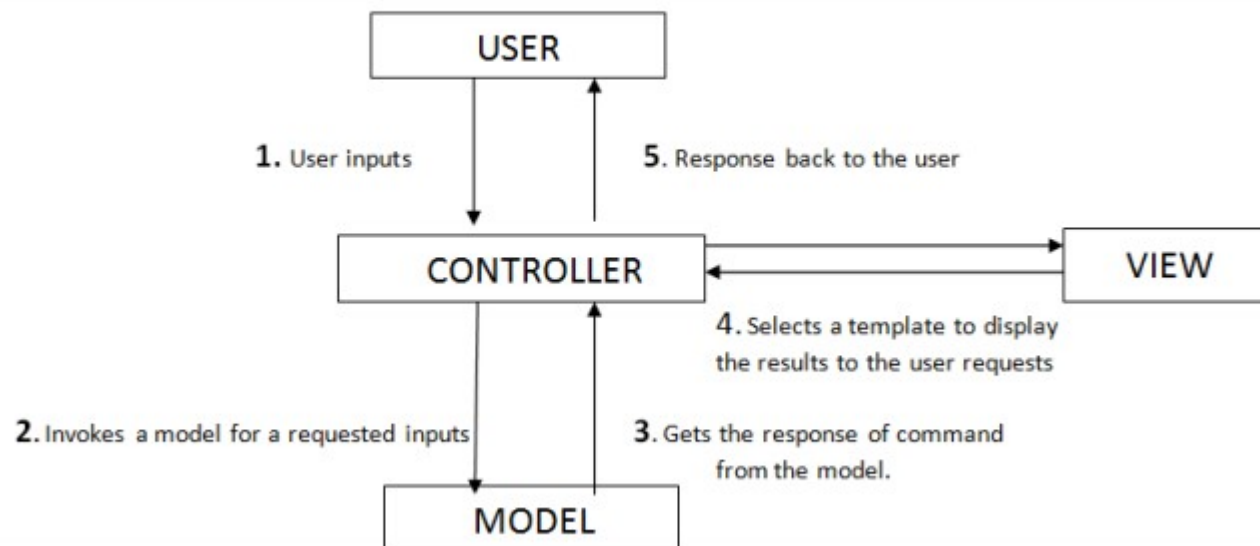 USER
1. User inputs
5. Response back to the user
CONTROLLER
VIEW
4. Selects a template to display
the results to the user requests
2. Invokes a model for a requested inputs
3. Gets the response of command
from the model.
MODEL